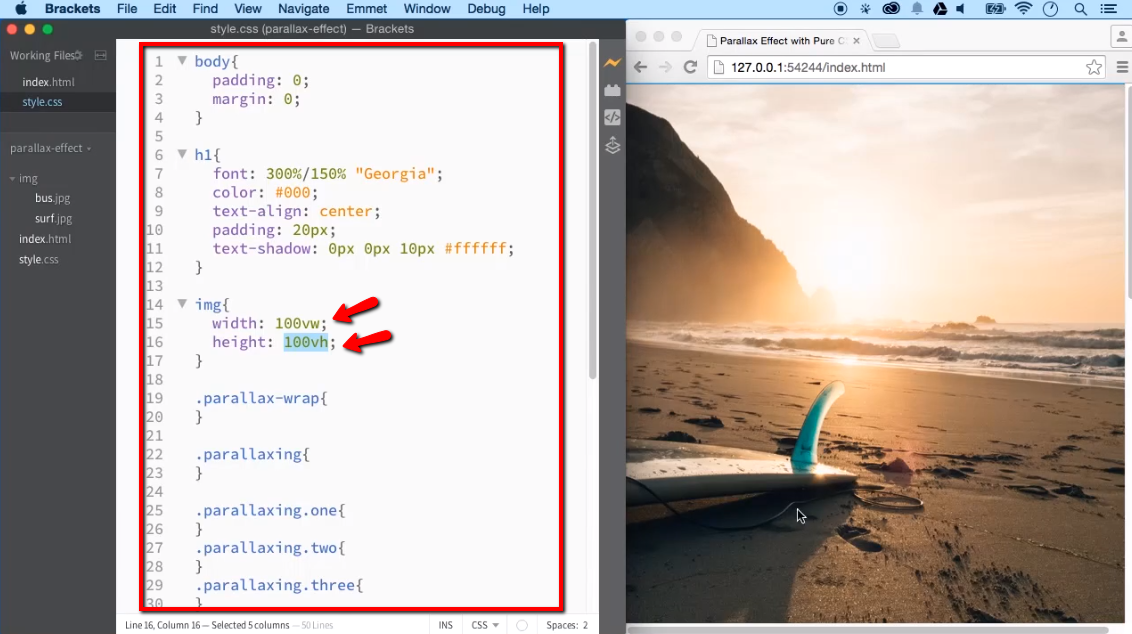 Brackets File Edit Find View Navigate Emmet Window Debug Help
style.css (parallax-effect) — Brackets
Working Files
index.html
style.css
parallax-effect
img
bus.jpg
surf.jpg
index.html
style.css
1 body{
2 padding: 0;
3 margin: 0;
4 }
5
6 h1{
7 font: 300%/150% "Georgia";
8 color: #000;
9 text-align: center;
10 padding: 20px;
11 text-shadow: 0px 0px 10px #ffffff;
12 }
13
14 img{
15 width: 100vw;
16 height: 100vh;
17 }
18
19 .parallax-wrap{
20 }
21
22 .parallaxing{
23 }
24
25 .parallaxing.one{
26 }
27 .parallaxing.two{
28 }
29 .parallaxing.three{
30 }
Line 16, Column 16 — Selected 5 columns — 50 Lines
INS CSS Spaces: 2
Parallax Effect with Pure C
127.0.0.1:54244/index.html